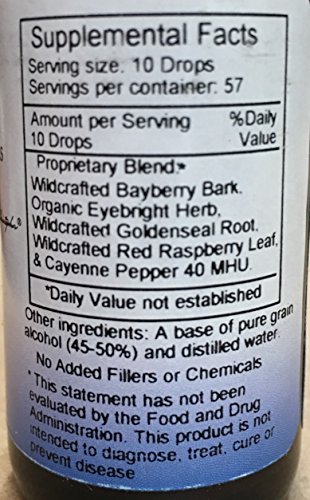 Supplemental Facts
Serving size: 10 Drops
Servings per container: 57
Amount per Serving %Daily
10 Drops Value
Proprietary Blend:*
Wildcrafted Bayberry Bark.
Organic Eyebright Herb,
Wildcrafted Goldenseal Root.
Wildcrafted Red Raspberry Leaf,
& Cayenne Pepper 40 MHU.
*Daily Value not established
Other ingredients: A base of pure grain
alcohol (45-50%) and distilled water.
No Added Fillers or Chemicals
*This statement has not been
evaluated by the Food and Drug
Administration. This product is not
intended to diagnose, treat, cure or
prevent disease